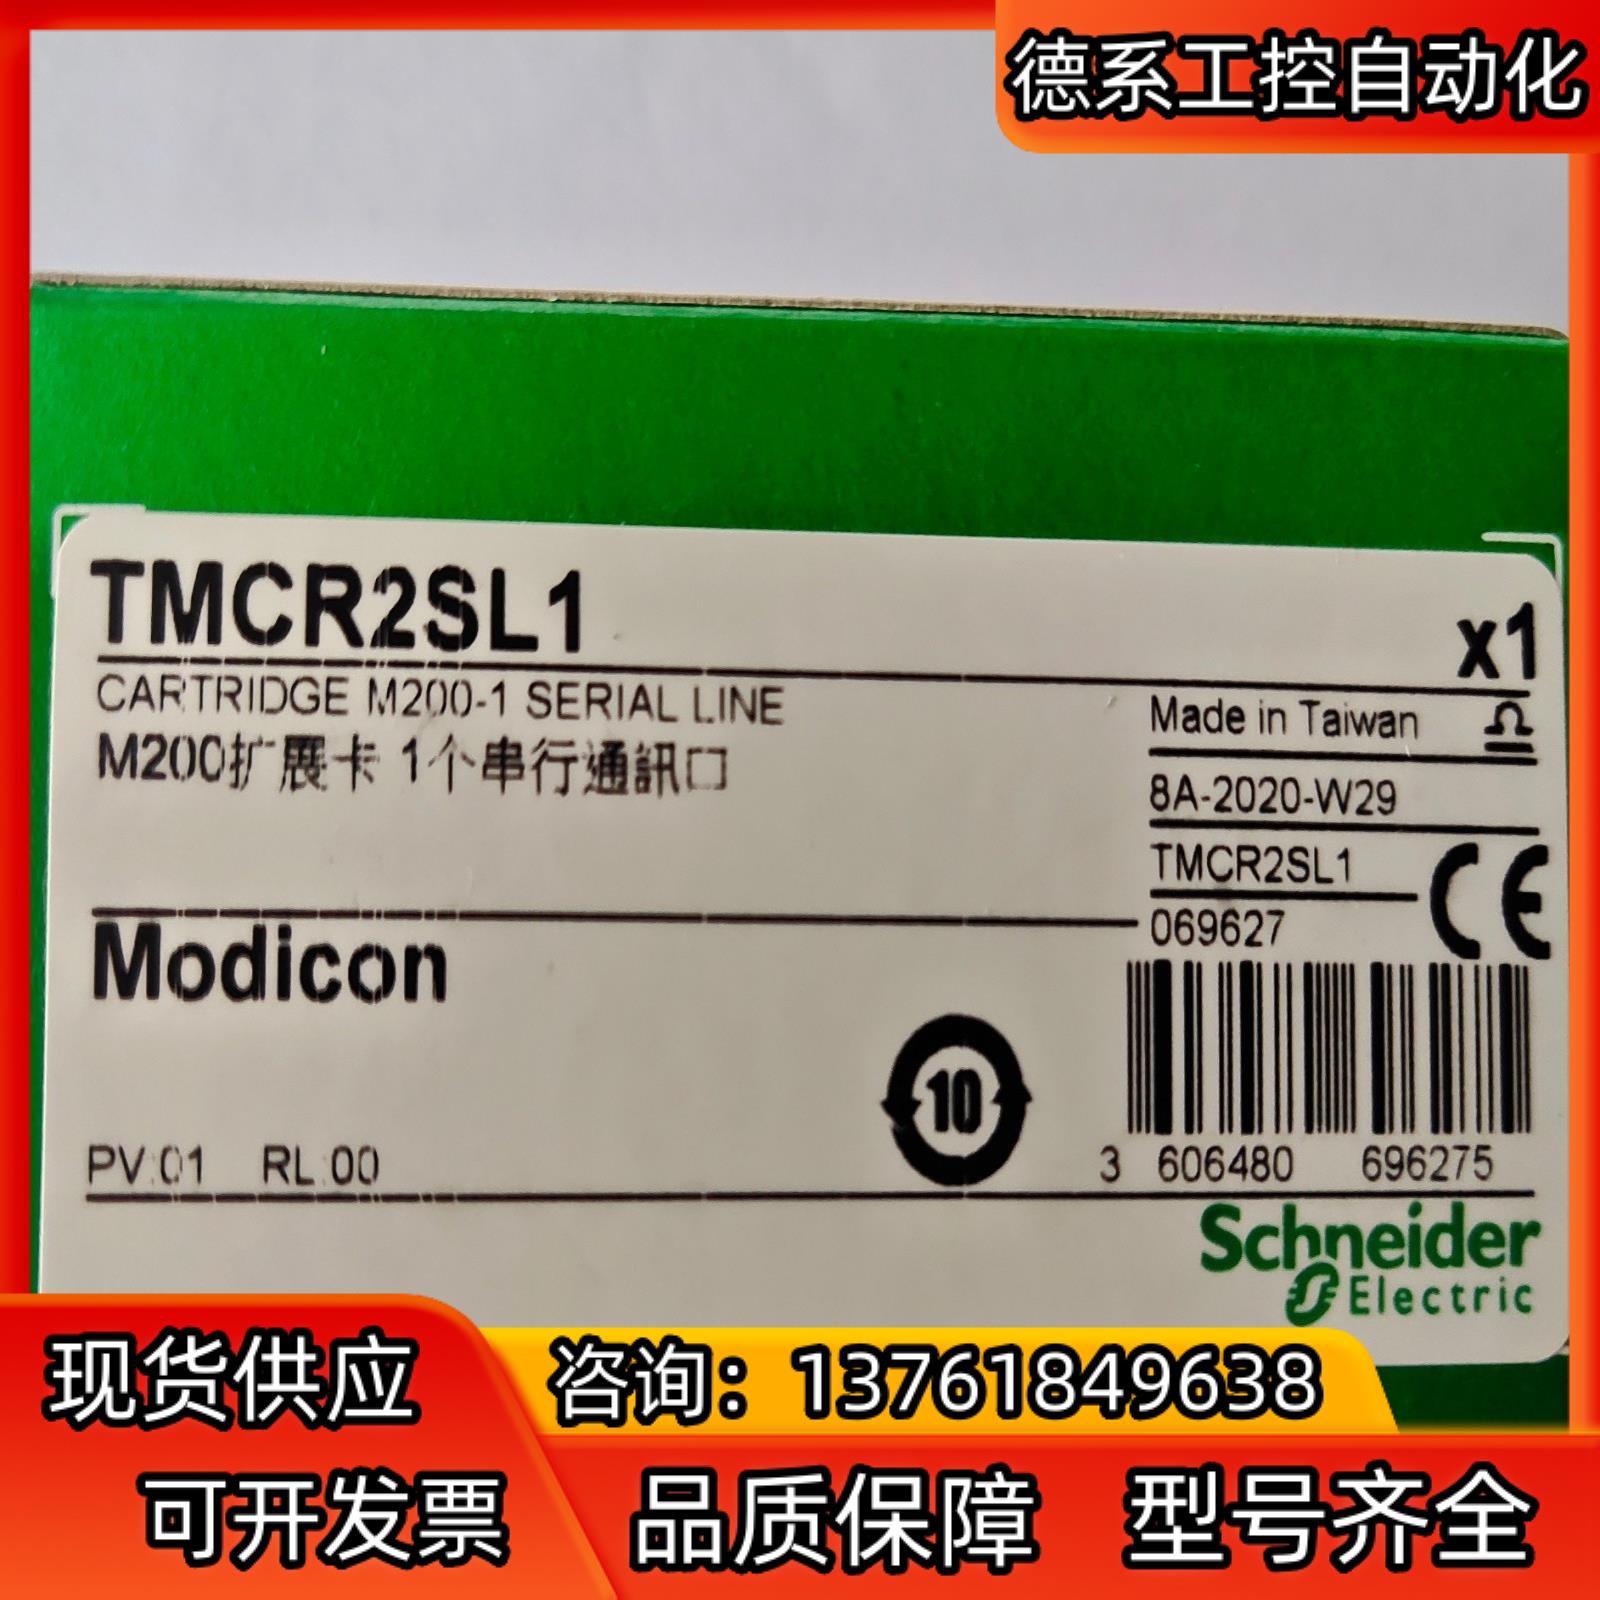 德系工控自动化
TMCR2SL1
x1
CARTRIDGE M200-1 SERIAL LINE
M200扩展卡 1个串行通訊口
Made in Taiwan
8A-2020-W29
TMCR2SL1
069627
CE
Modicon
10
PV:01 RL:00
3 606480 696275
Schneider
Electric
现货供应
咨询：13761849638
可开发票 品质保障 型号齐全